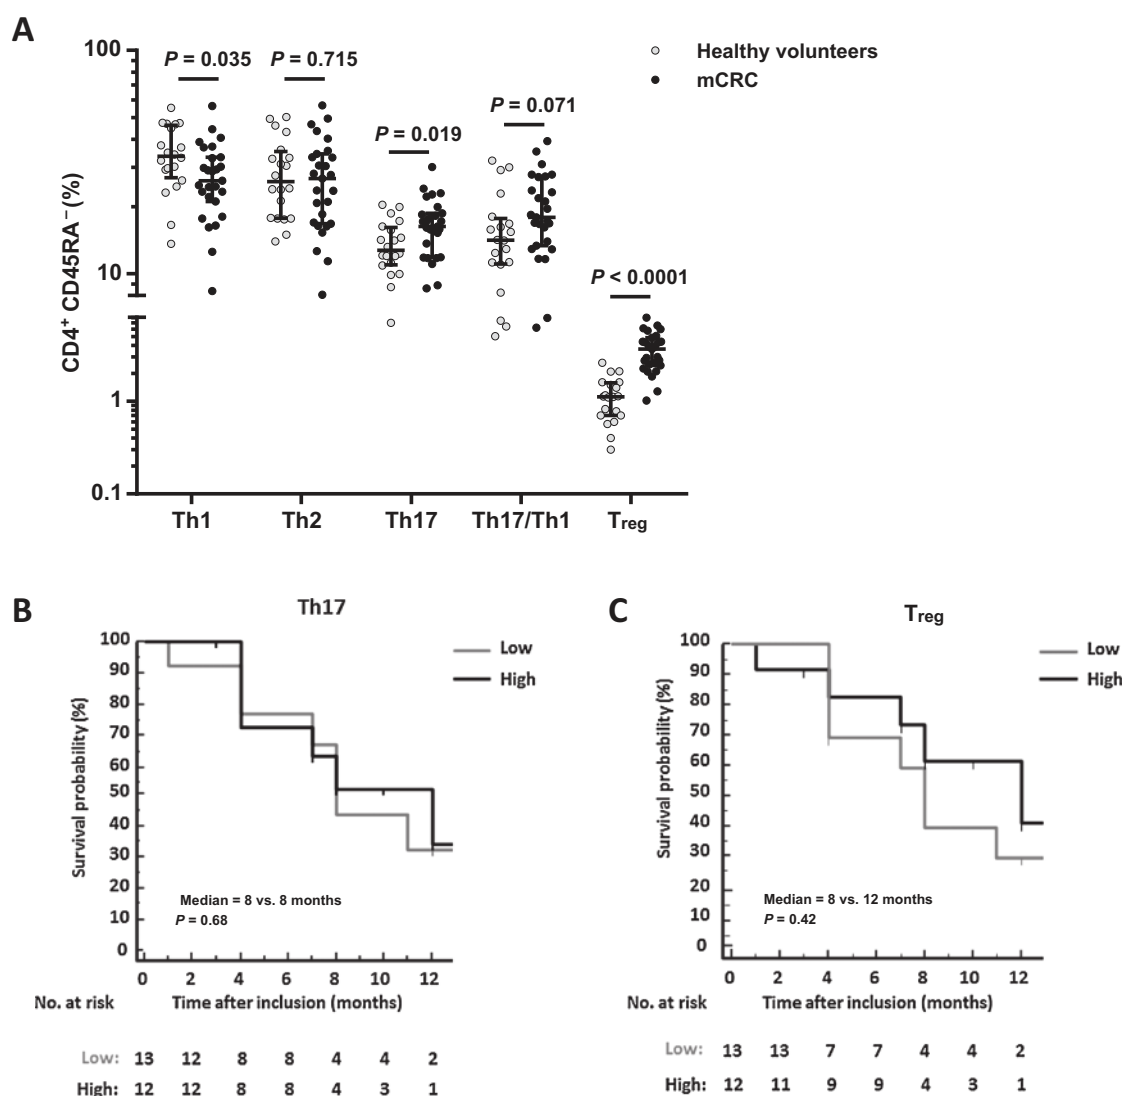 A
CD4⁺ CD45RA⁻ (%)
100
10
1
0.1
P = 0.035
P = 0.715
P = 0.019
P = 0.071
P < 0.0001
Healthy volunteers
mCRC
Th1 Th2 Th17 Th17/Th1 Treg
B
Th17
Survival probability (%)
100
90
80
70
60
50
40
30
20
10
0
Low
High
Median = 8 vs. 8 months
P = 0.68
0 2 4 6 8 10 12
No. at risk
Time after inclusion (months)
Low: 13 12 8 8 4 4 2
High: 12 12 8 8 4 3 1
C
Treg
Survival probability (%)
100
90
80
70
60
50
40
30
20
10
0
Low
High
Median = 8 vs. 12 months
P = 0.42
0 2 4 6 8 10 12
No. at risk
Time after inclusion (months)
Low: 13 13 7 7 4 4 2
High: 12 11 9 9 4 3 1